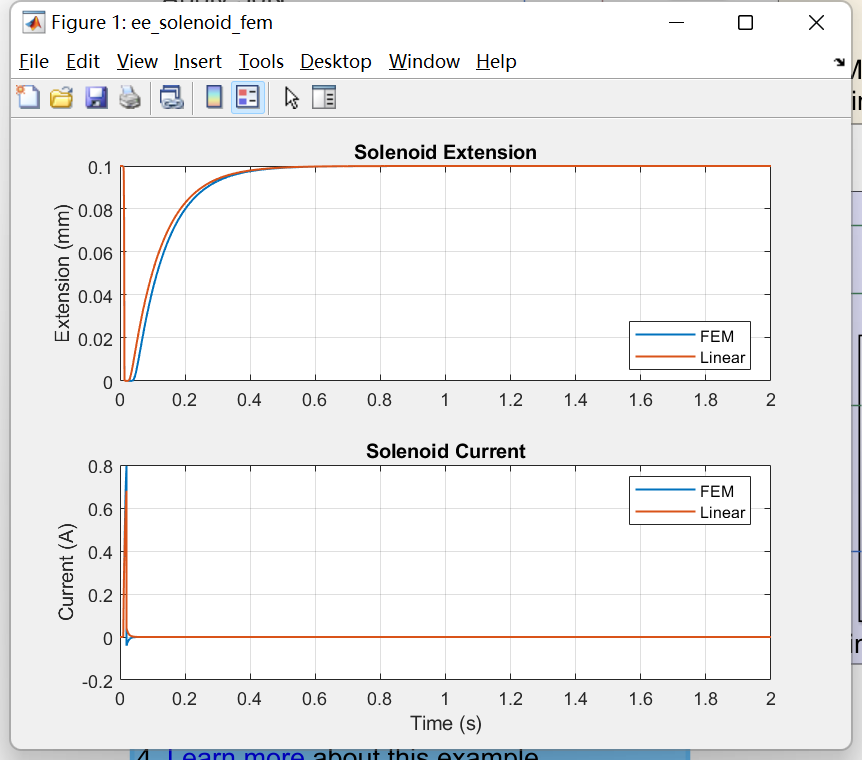 Figure 1: ee_solenoid_fem
File Edit View Insert Tools Desktop Window Help
Solenoid Extension
Extension (mm)
0.1
0.08
0.06
0.04
0.02
0
FEM
Linear
0 0.2 0.4 0.6 0.8 1 1.2 1.4 1.6 1.8 2
Solenoid Current
Current (A)
0.8
0.6
0.4
0.2
0
-0.2
FEM
Linear
0 0.2 0.4 0.6 0.8 1 1.2 1.4 1.6 1.8 2
Time (s)
4. Learn more about this example